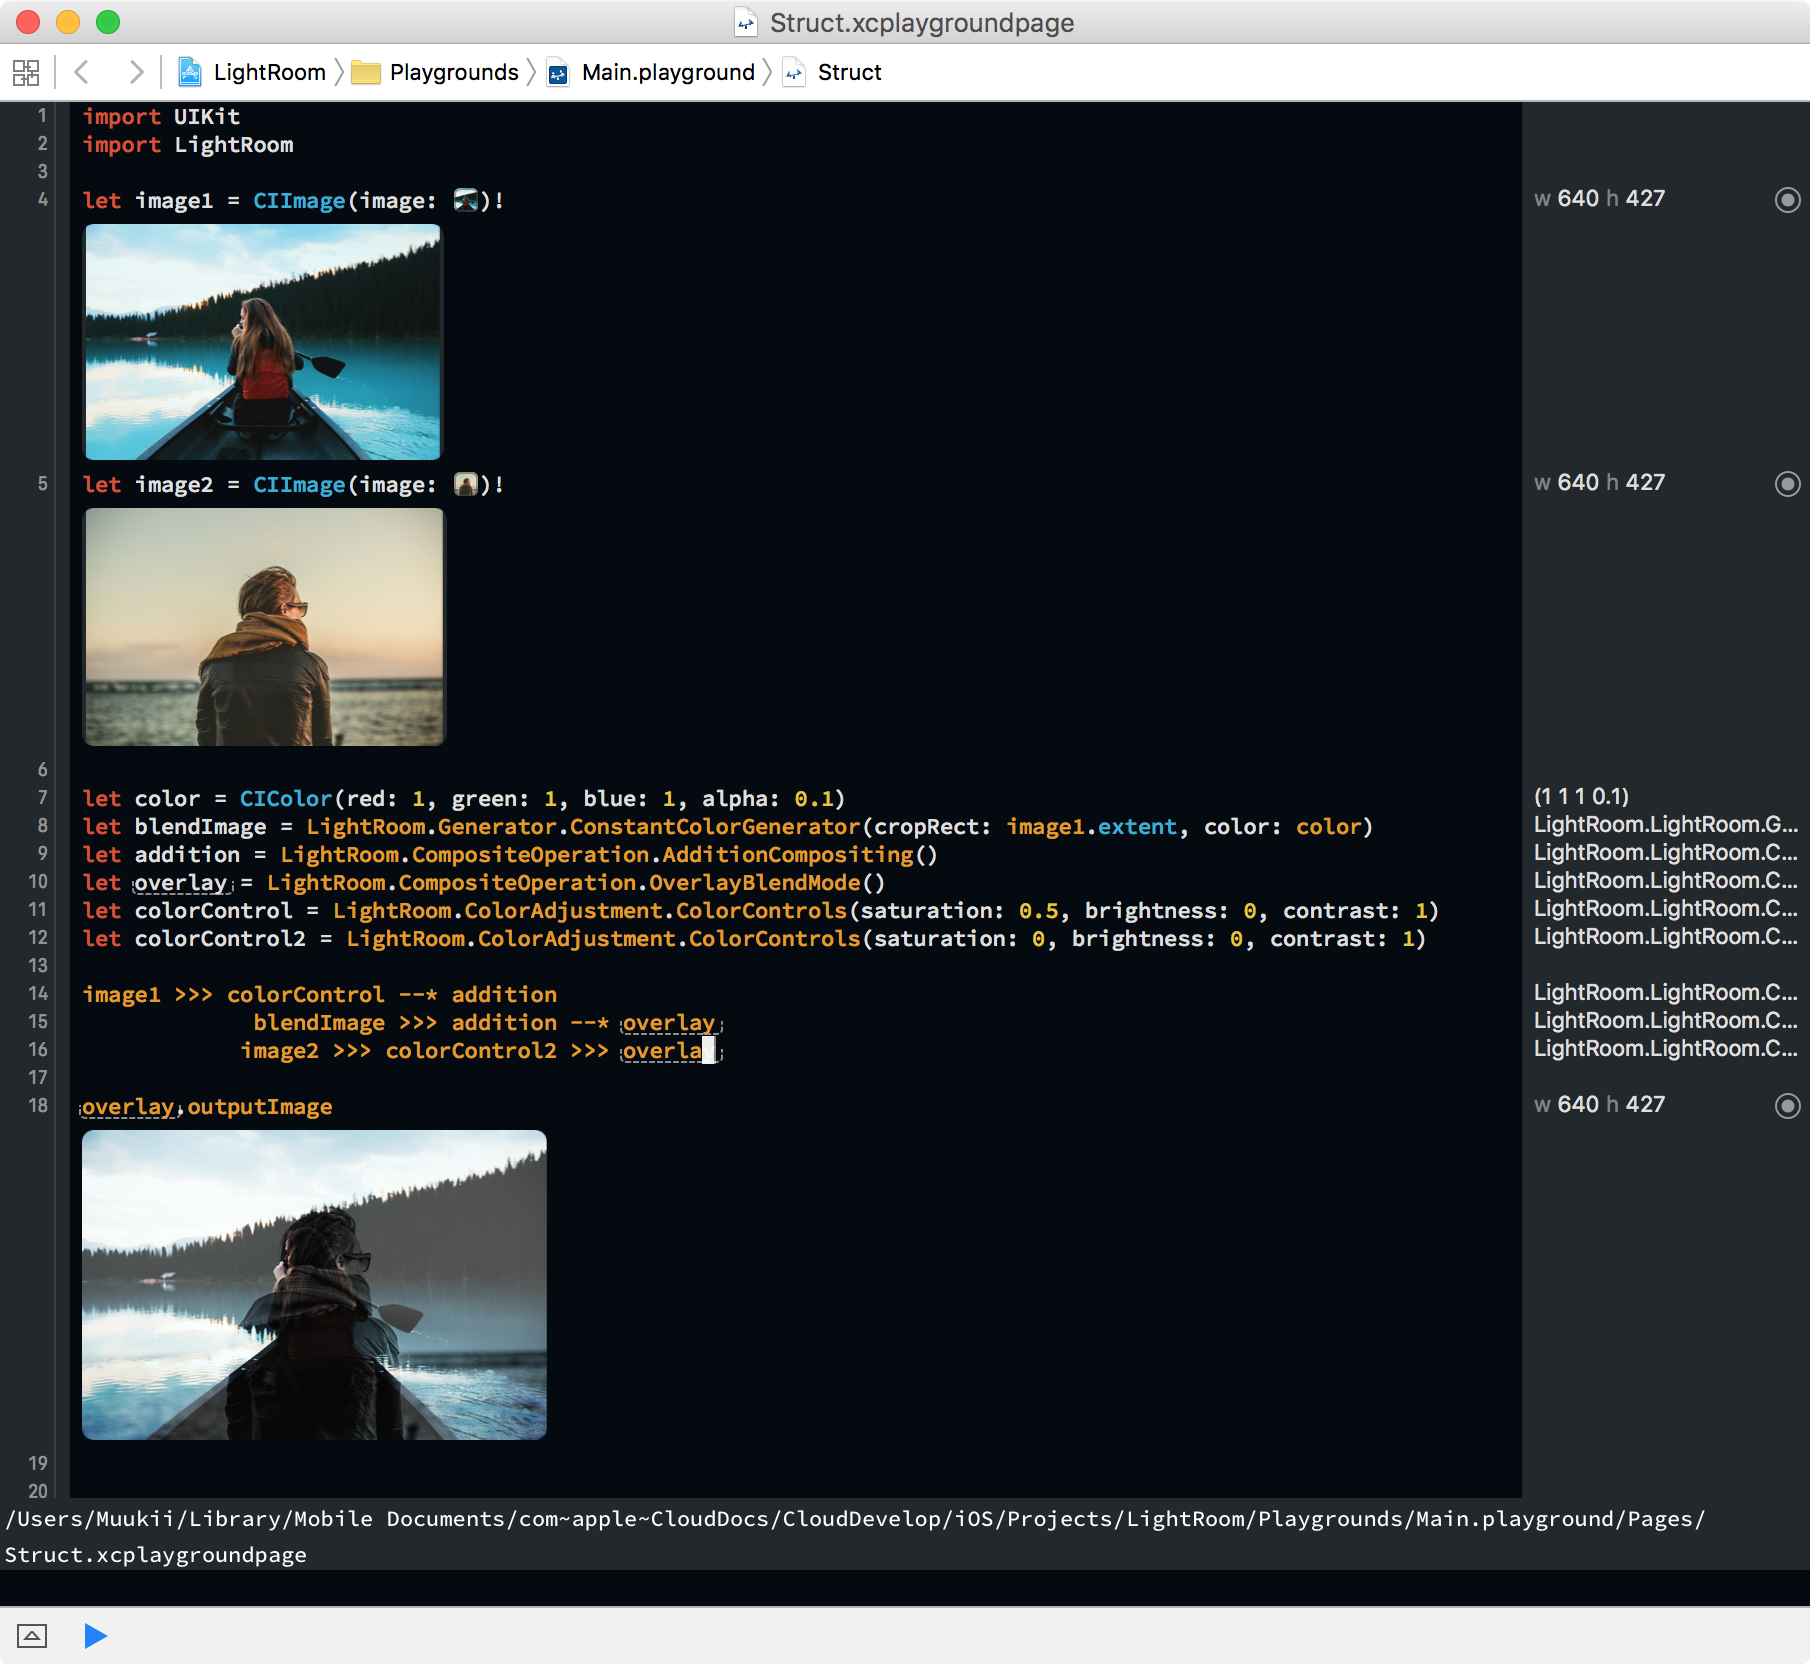 Struct.xcplaygroundpage
LightRoom Playgrounds Main.playground Struct
1 import UIKit
2 import LightRoom
3
4 let image1 = CIImage(image: )! w 640 h 427
5 let image2 = CIImage(image: )! w 640 h 427
6
7 let color = CIColor(red: 1, green: 1, blue: 1, alpha: 0.1) (1 1 1 0.1)
8 let blendImage = LightRoom.Generator.ConstantColorGenerator(cropRect: image1.extent, color: color) LightRoom.LightRoom.G...
9 let addition = LightRoom.CompositeOperation.AdditionCompositing() LightRoom.LightRoom.C...
10 let overlay = LightRoom.CompositeOperation.OverlayBlendMode() LightRoom.LightRoom.C...
11 let colorControl = LightRoom.ColorAdjustment.ColorControls(saturation: 0.5, brightness: 0, contrast: 1) LightRoom.LightRoom.C...
12 let colorControl2 = LightRoom.ColorAdjustment.ColorControls(saturation: 0, brightness: 0, contrast: 1) LightRoom.LightRoom.C...
13
14 image1 >>> colorControl --* addition LightRoom.LightRoom.C...
15 blendImage >>> addition --* overlay LightRoom.LightRoom.C...
16 image2 >>> colorControl2 >>> overlay LightRoom.LightRoom.C...
17
18 overlay.outputImage w 640 h 427
19
20
/Users/Muukii/Library/Mobile Documents/com~apple~CloudDocs/CloudDevelop/iOS/Projects/LightRoom/Playgrounds/Main.playground/Pages/
Struct.xcplaygroundpage